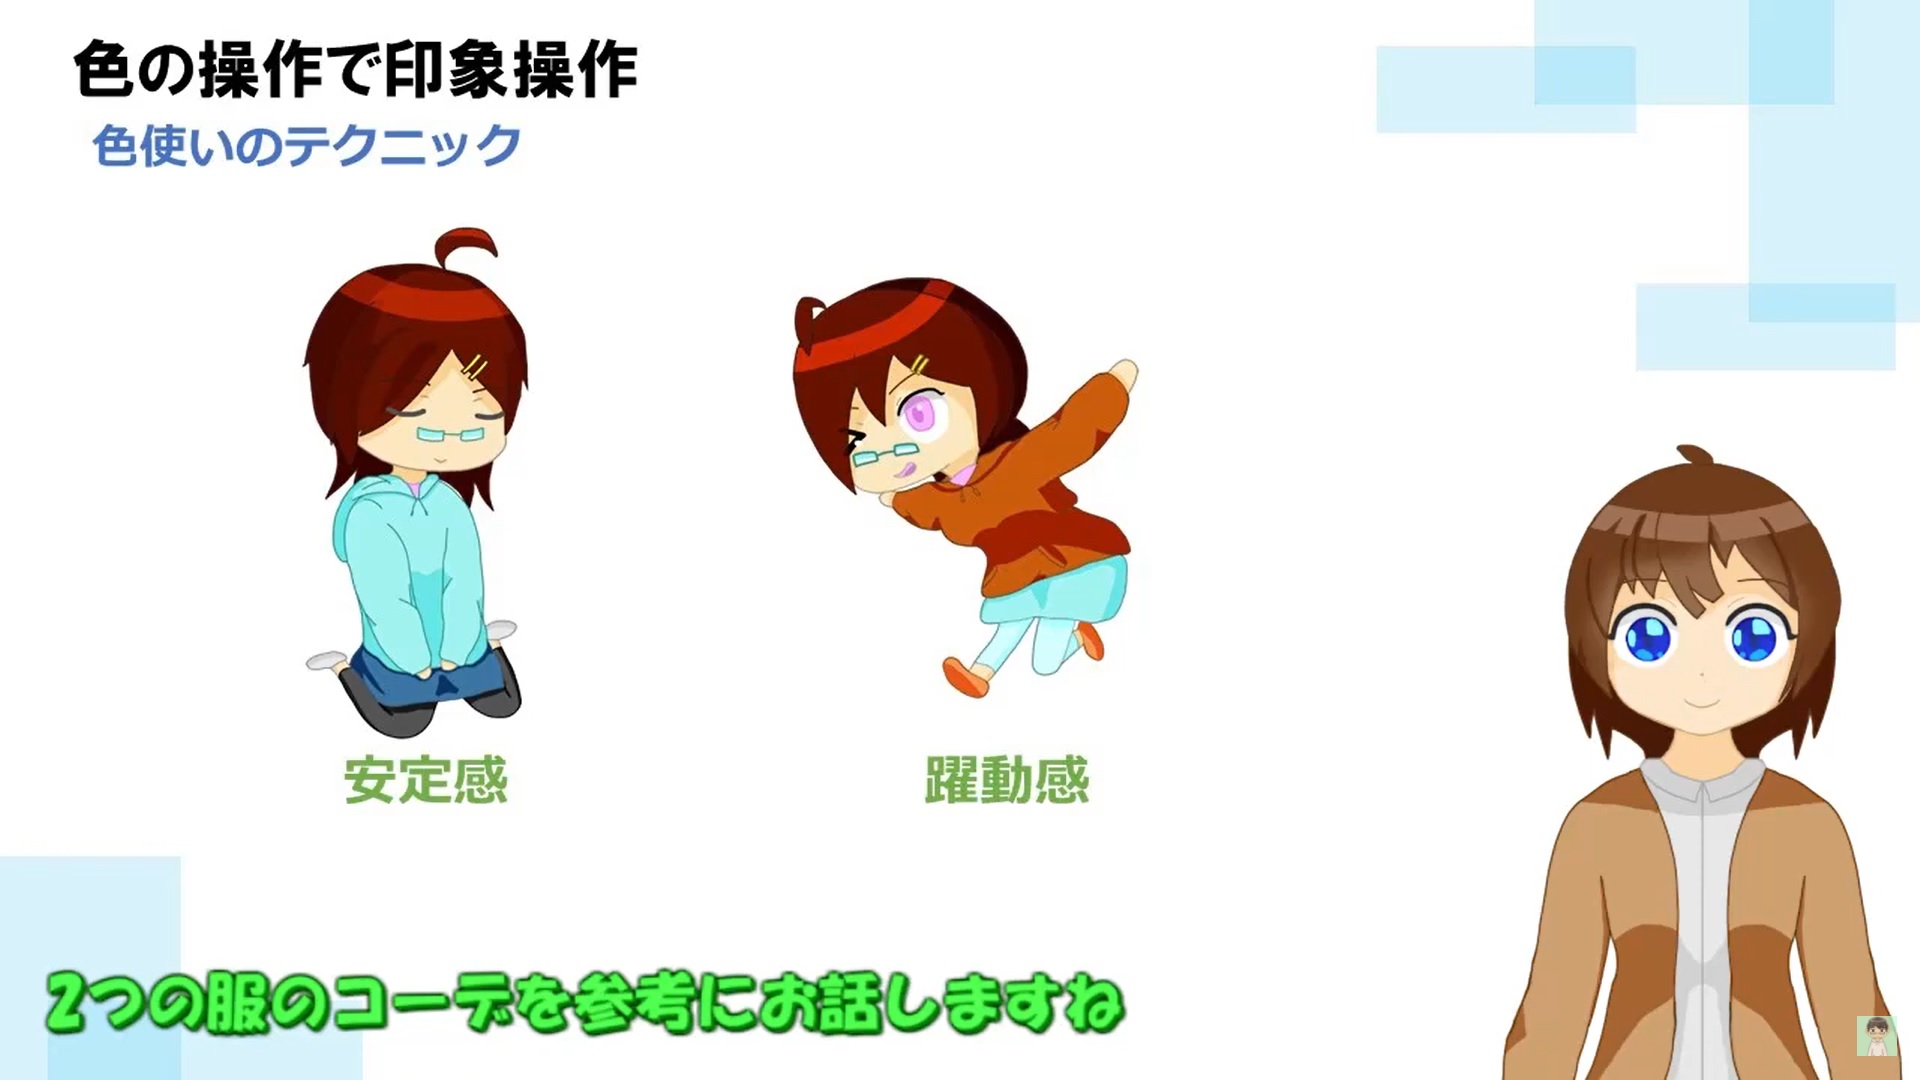 色の操作で印象操作
色使いのテクニック
安定感
躍動感
2つの服のコーデを参考にお話しますね